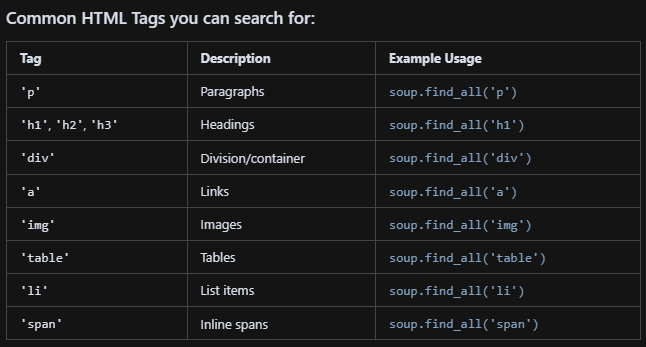 Common HTML Tags you can search for:
Tag Description Example Usage
'p' Paragraphs soup.find_all('p')
'h1', 'h2', 'h3' Headings soup.find_all('h1')
'div' Division/container soup.find_all('div')
'a' Links soup.find_all('a')
'img' Images soup.find_all('img')
'table' Tables soup.find_all('table')
'li' List items soup.find_all('li')
'span' Inline spans soup.find_all('span')